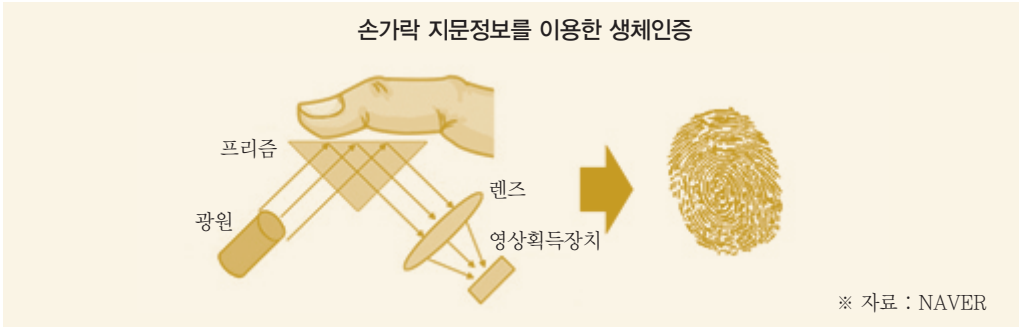 손가락 지문정보를 이용한 생체인증
프리즘
렌즈
광원
영상획득장치
※ 자료 : NAVER